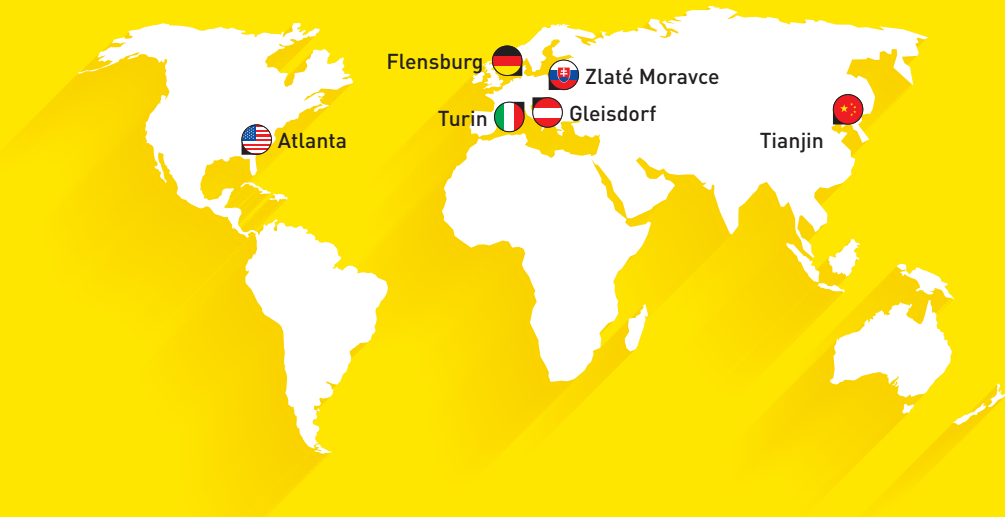 Flensburg
Zlaté Moravce
Turin
Gleisdorf
Atlanta
Tianjin